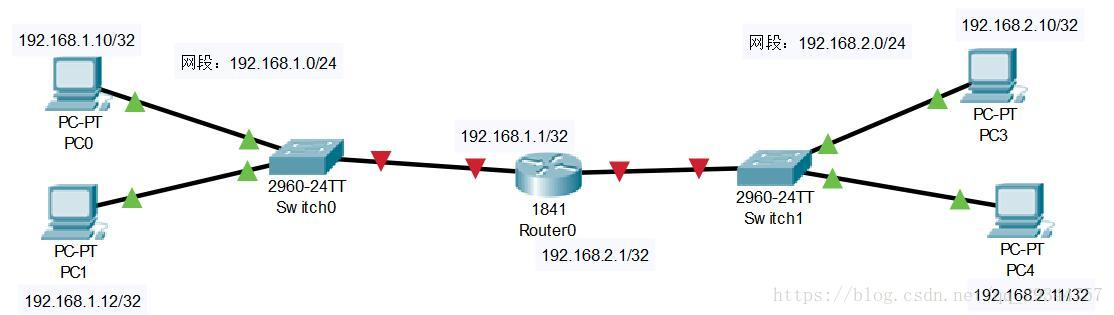 192.168.1.10/32
网段：192.168.1.0/24
网段：192.168.2.0/24
192.168.2.10/32
PC-PT
PC0
192.168.1.1/32
PC-PT
PC3
2960-24TT
Switch0
1841
Router0
2960-24TT
Switch1
192.168.2.1/32
PC-PT
PC1
192.168.1.12/32
PC-PT
PC4
192.168.2.11/32
https://blog.csdn.net